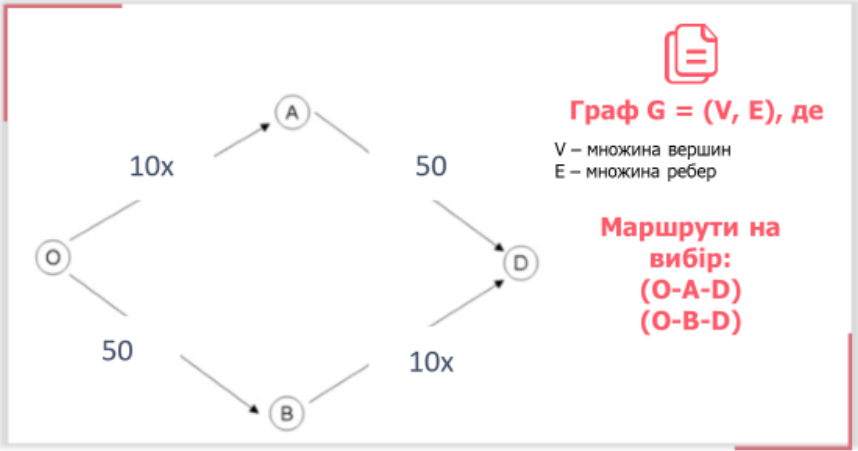 A
10x
50
O
D
50
10x
B
Граф G = (V, E), де
V – множина вершин
E – множина ребер
Маршрути на
вибір:
(O-A-D)
(O-B-D)